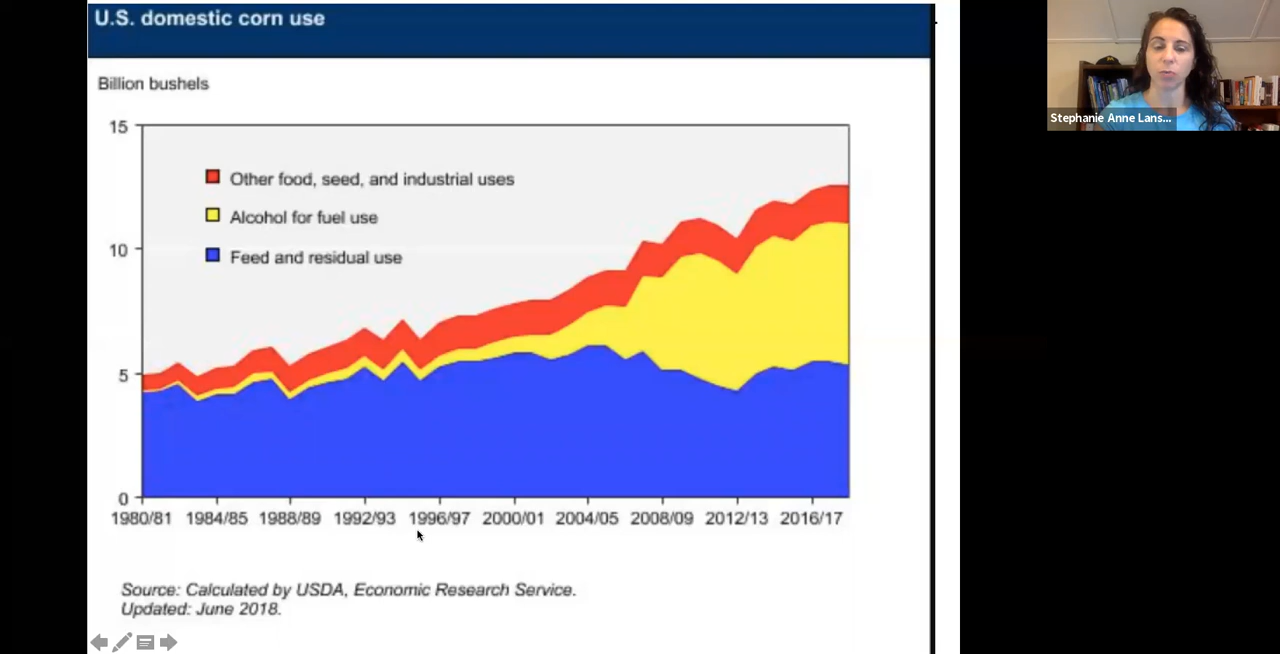 U.S. domestic corn use
Billion bushels
15
Other food, seed, and industrial uses
Alcohol for fuel use
10
Feed and residual use
5
0
1980/81 1984/85 1988/89 1992/93 1996/97 2000/01 2004/05 2008/09 2012/13 2016/17
Source: Calculated by USDA, Economic Research Service.
Updated: June 2018.
Stephanie Anne Lans...